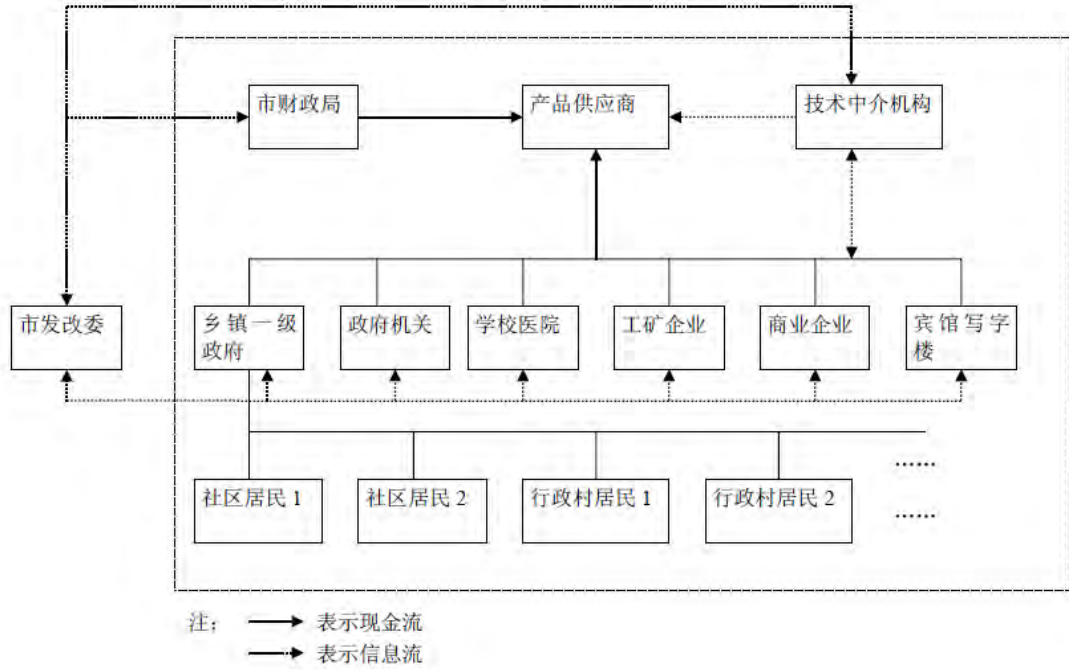 市财政局
产品供应商
技术中介机构
市发改委
乡镇一级
政府
政府机关
学校医院
工矿企业
商业企业
宾馆写字
楼
社区居民 1
社区居民 2
行政村居民 1
行政村居民 2
……
……
注：
表示现金流
表示信息流